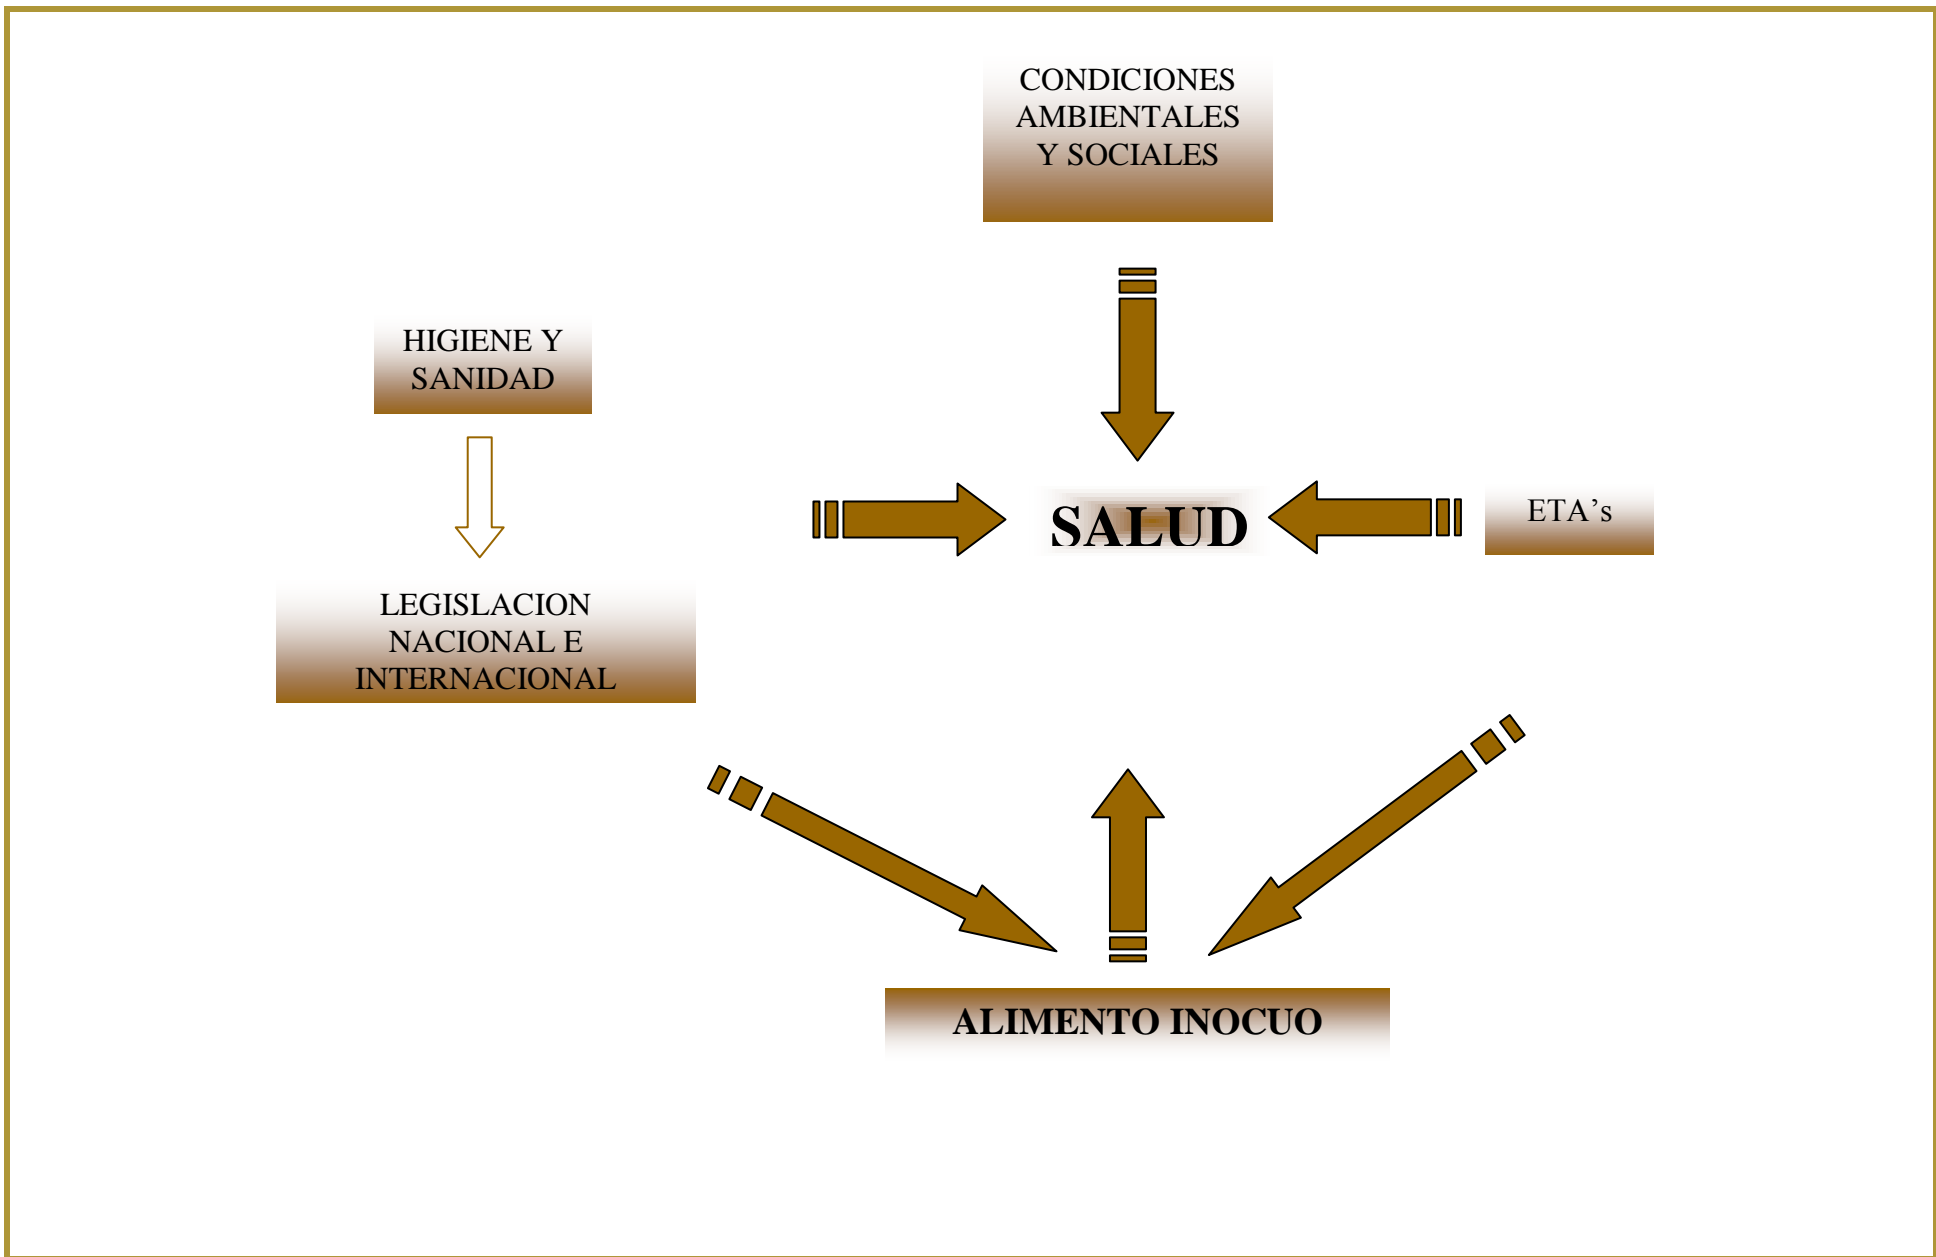 CONDICIONES
AMBIENTALES
Y SOCIALES
HIGIENE Y
SANIDAD
SALUD
ETA’s
LEGISLACION
NACIONAL E
INTERNACIONAL
ALIMENTO INOCUO